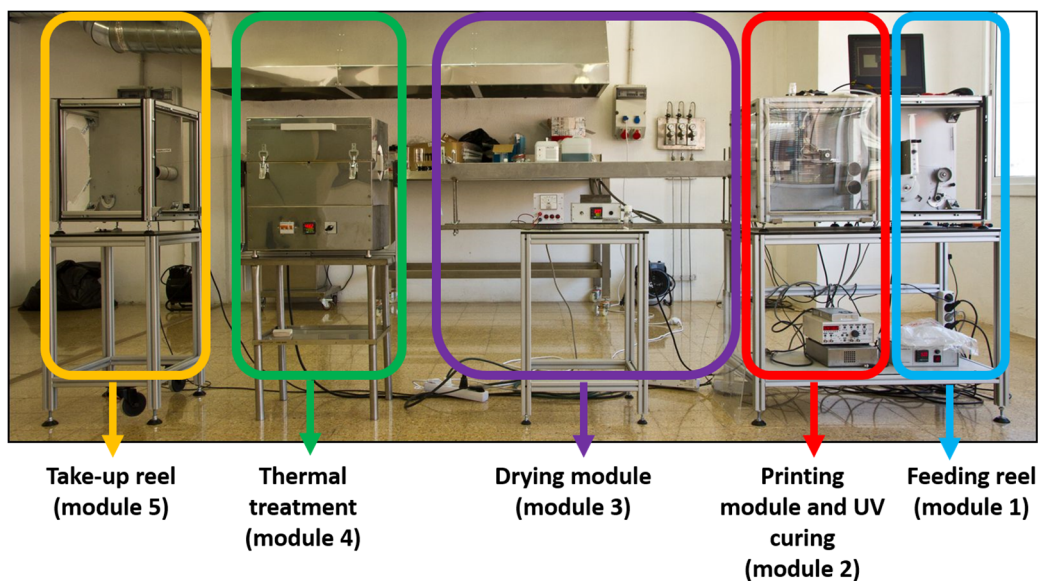 Take-up reel
(module 5)
Thermal
treatment
(module 4)
Drying module
(module 3)
Printing
module and UV
curing
(module 2)
Feeding reel
(module 1)